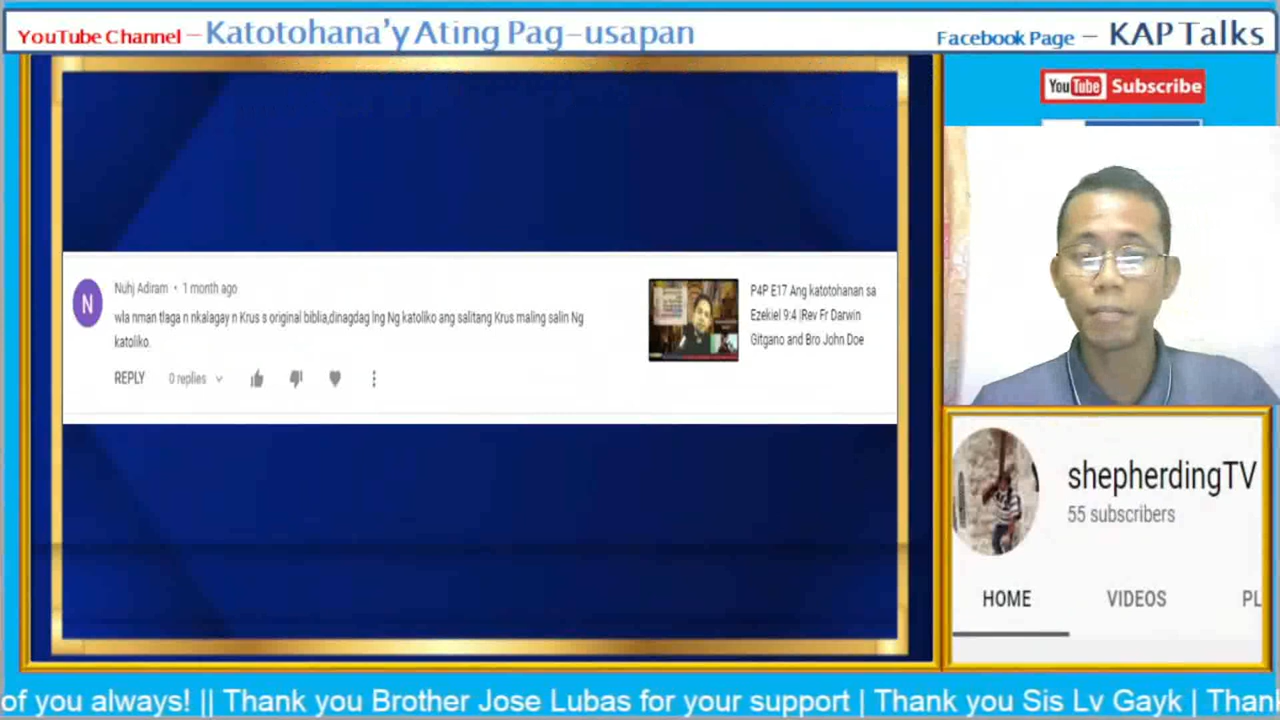 YouTube Channel – Katotohana'y Ating Pag-usapan
Facebook Page – KAP Talks
YouTube Subscribe
N
Nuhj Adiram • 1 month ago
wla nman tlaga n nkalagay n Krus s original biblia,dinagdag lng Ng katoliko ang salitang Krus maling salin Ng
katoliko.
REPLY 0 replies
P4P E17 Ang katotohanan sa
Ezekiel 9:4 |Rev Fr Darwin
Gitgano and Bro John Doe
shepherdingTV
55 subscribers
HOME VIDEOS PL
of you always! || Thank you Brother Jose Lubas for your support | Thank you Sis Lv Gayk | Than